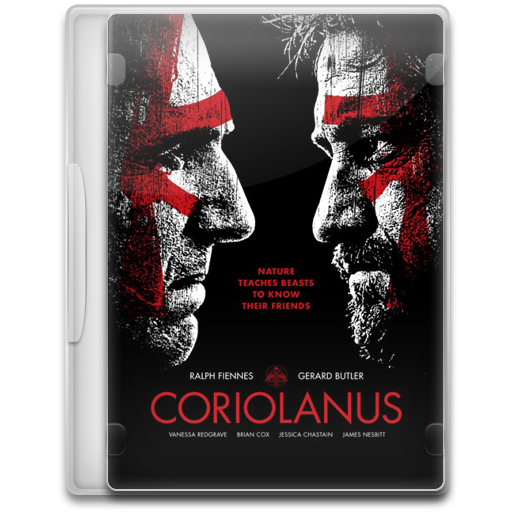 NATURE
TEACHES BEASTS
TO KNOW
THEIR FRIENDS
RALPH FIENNES GERARD BUTLER
CORIOLANUS
VANESSA REDGRAVE BRIAN COX JESSICA CHASTAIN JAMES NESBITT